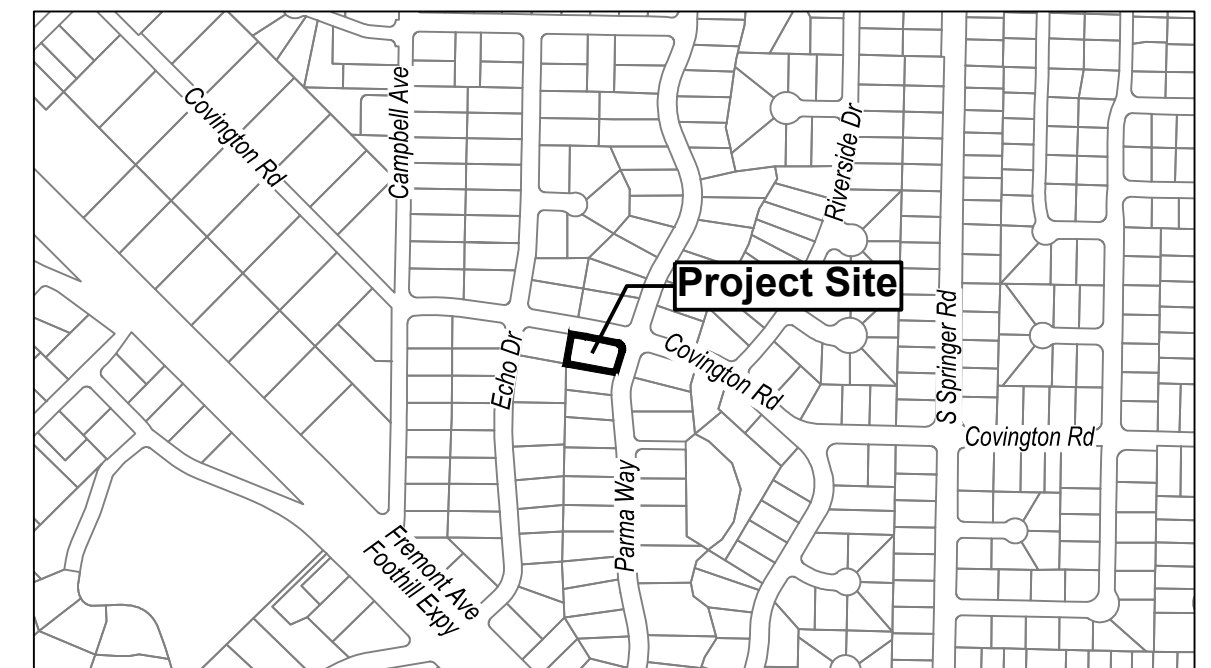 Covington Rd
Campbell Ave
Riverside Dr
Project Site
S Springer Rd
Echo Dr
Covington Rd
Covington Rd
Parma Way
Fremont Ave
Foothill Expy